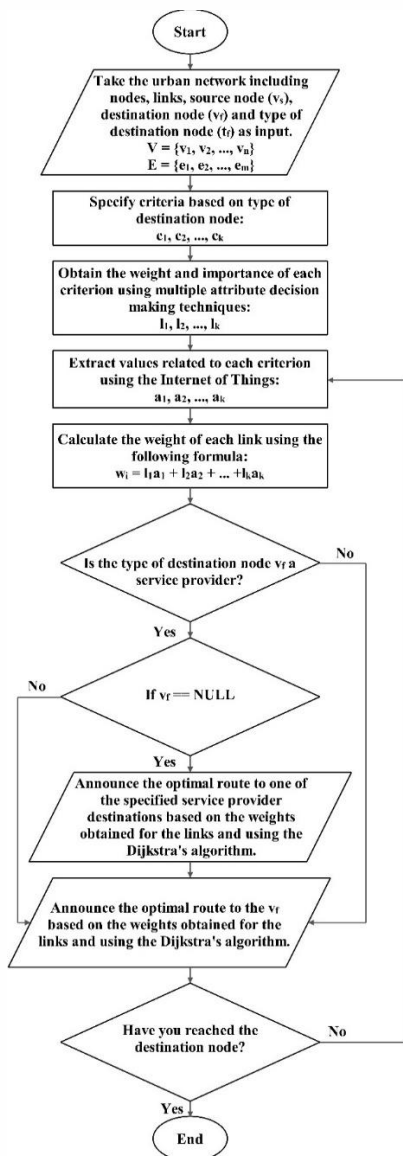 Start
Take the urban network including
nodes, links, source node (vₛ),
destination node (v_f) and type of
destination node (t_f) as input.
V = {v₁, v₂, ..., vₙ}
E = {e₁, e₂, ..., eₘ}
Specify criteria based on type of
destination node:
c₁, c₂, ..., cₖ
Obtain the weight and importance of each
criterion using multiple attribute decision
making techniques:
I₁, I₂, ..., Iₖ
Extract values related to each criterion
using the Internet of Things:
a₁, a₂, ..., aₖ
Calculate the weight of each link using the
following formula:
wᵢ = I₁a₁ + I₂a₂ + ... +Iₖaₖ
Is the type of destination node v_f a
service provider?
No
Yes
No
If v_f == NULL
Yes
Announce the optimal route to one of
the specified service provider
destinations based on the weights
obtained for the links and using the
Dijkstra's algorithm.
Announce the optimal route to the v_f
based on the weights obtained for
the links and using the Dijkstra's algorithm.
Have you reached the
destination node?
No
Yes
End